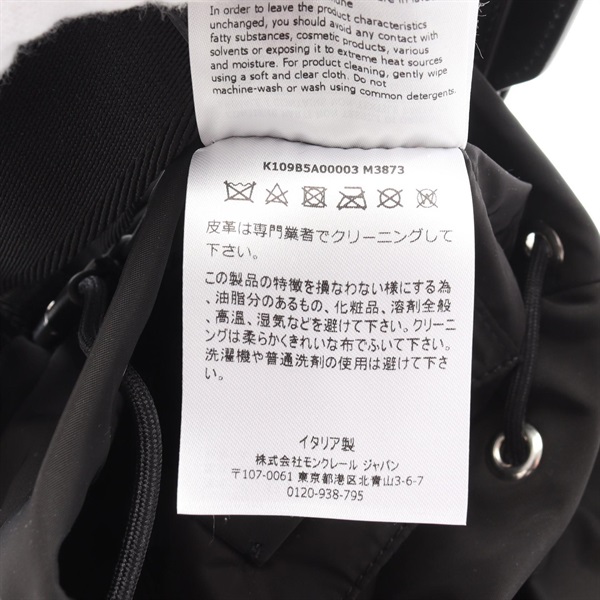 In order to leave the product characteristics
unchanged, you should avoid any contact with
fatty substances, cosmetic products, various
solvents or exposing it to extreme heat sources
and moisture. For product cleaning, gently wipe
using a soft and clear cloth. Do not
machine-wash or wash using common detergents.
K109B5A00003 M3873
皮革は専門業者でクリーニングして
下さい。
この製品の特徴を損なわない様にする為
、油脂分のあるもの、化粧品、溶剤全般
、高温、湿気などを避けて下さい。クリーニ
ングは柔らかくきれいな布でふいて下さい。
洗濯機や普通洗剤の使用は避けて下さい。
イタリア製
株式会社モンクレール ジャパン
〒107-0061 東京都港区北青山3-6-7
0120-938-795